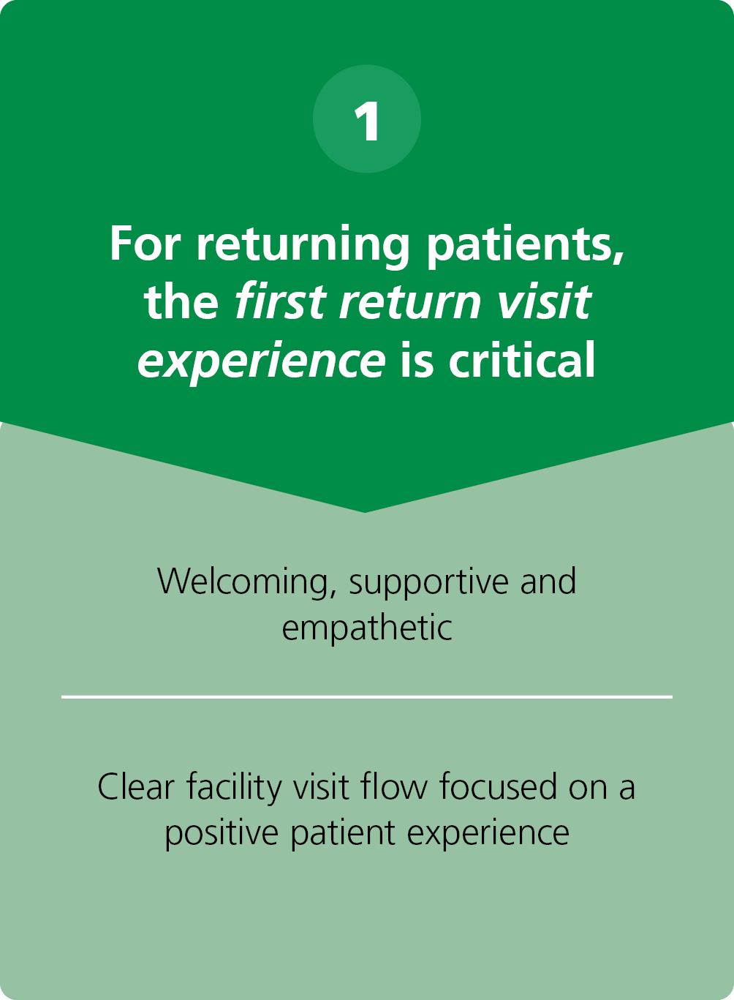 1
For returning patients,
the first return visit
experience is critical
Welcoming, supportive and
empathetic
Clear facility visit flow focused on a
positive patient experience